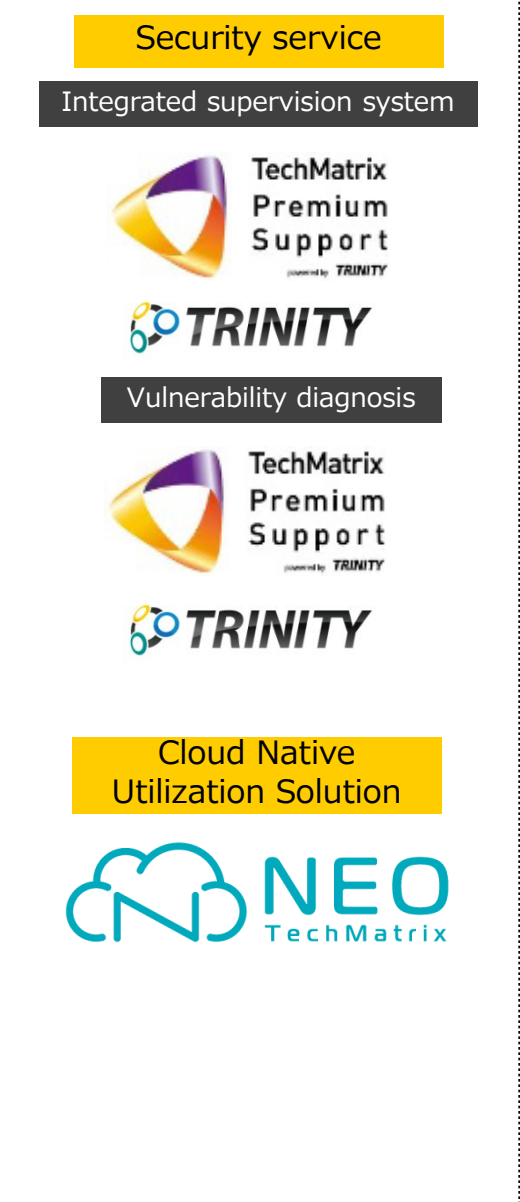 Security service
Integrated supervision system
TechMatrix
Premium
Support
powered by TRINITY
TRINITY
Vulnerability diagnosis
TechMatrix
Premium
Support
powered by TRINITY
TRINITY
Cloud Native
Utilization Solution
NEO
TechMatrix